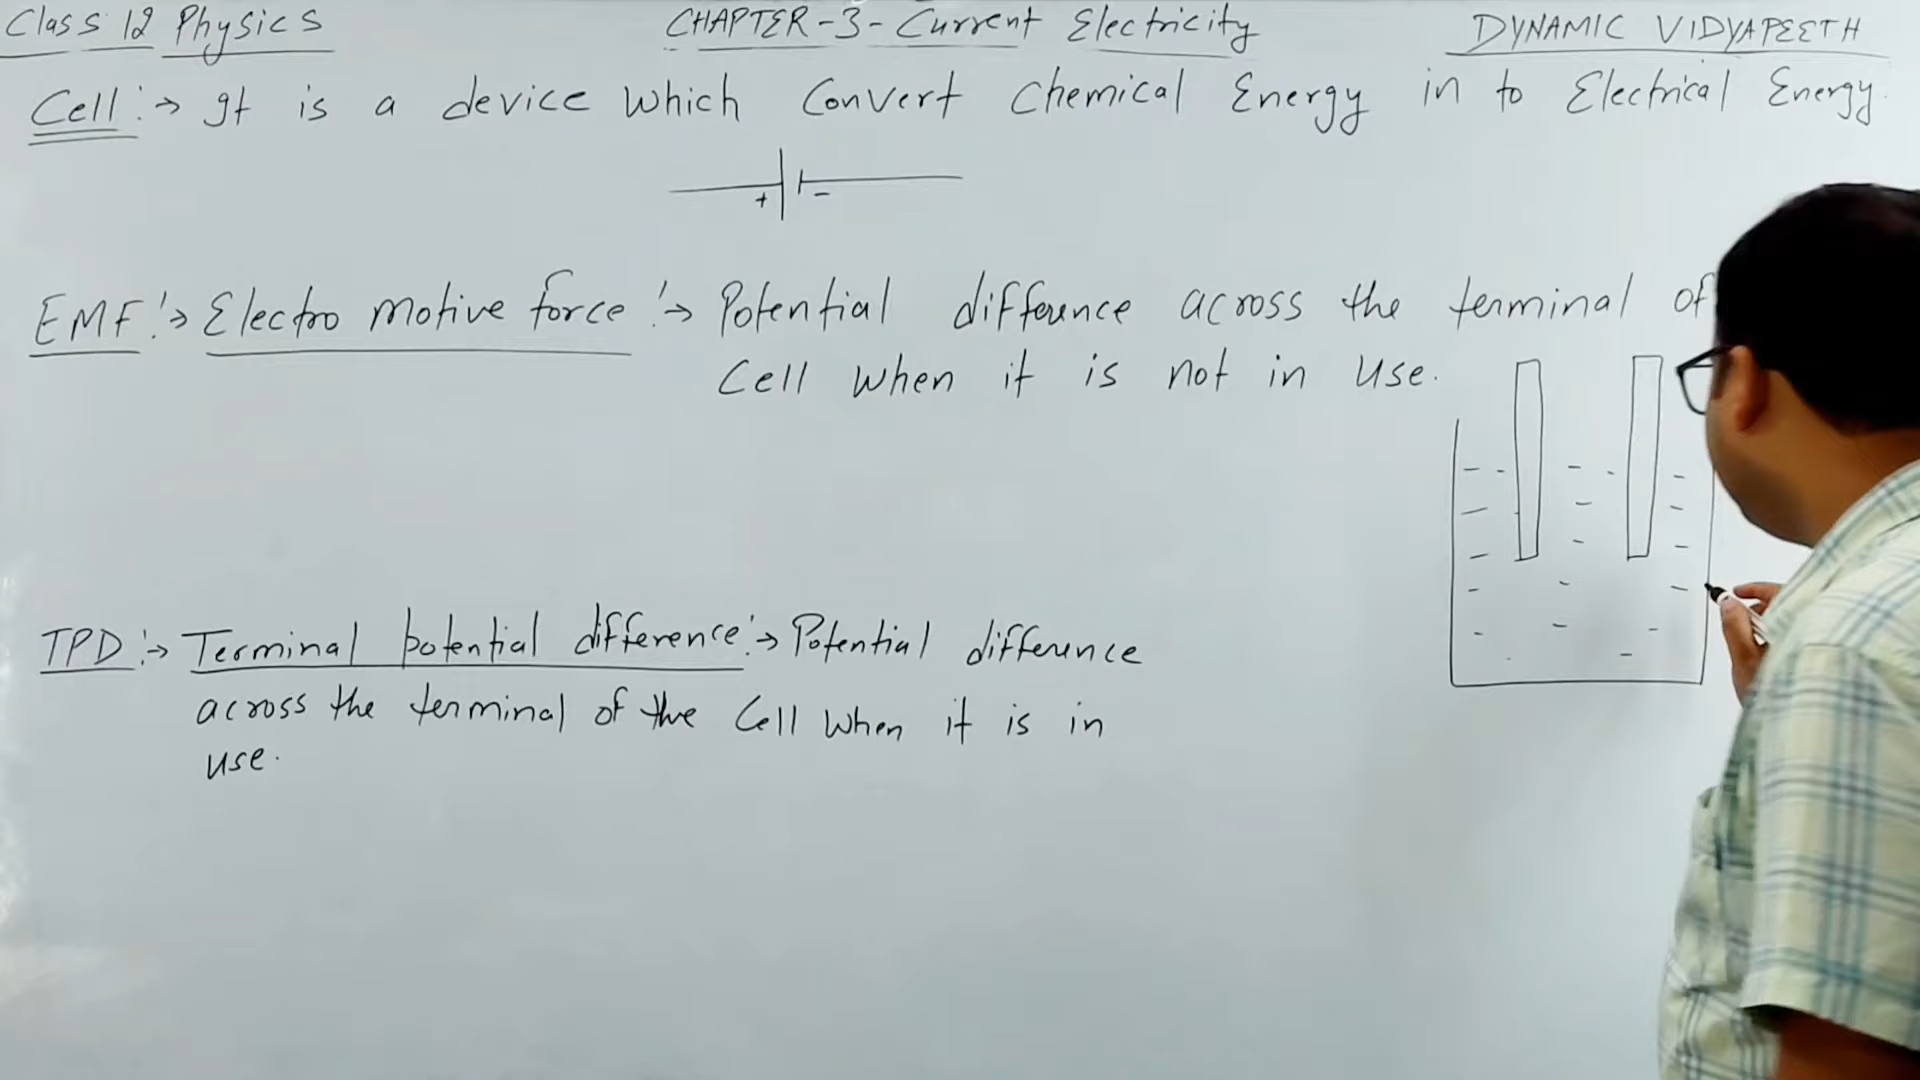 Class 12 Physics CHAPTER-3-Current Electricity DYNAMIC VIDYAPEETH
Cell:→ It is a device which Convert Chemical Energy in to Electrical Energy.
+ -
EMF:→ Electro motive force:→ Potential difference across the terminal of
Cell when it is not in use.
TPD:→ Terminal potential difference:→ Potential difference
across the terminal of the Cell when it is in
use.